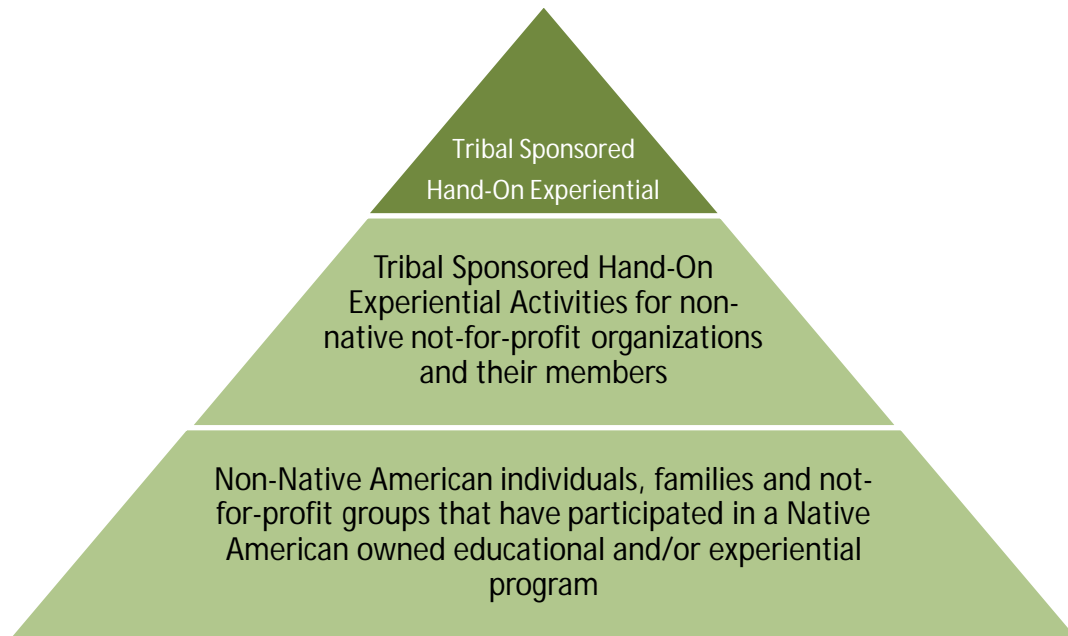 Tribal Sponsored
Hand-On Experiential
Tribal Sponsored Hand-On
Experiential Activities for non-
native not-for-profit organizations
and their members
Non-Native American individuals, families and not-
for-profit groups that have participated in a Native
American owned educational and/or experiential
program